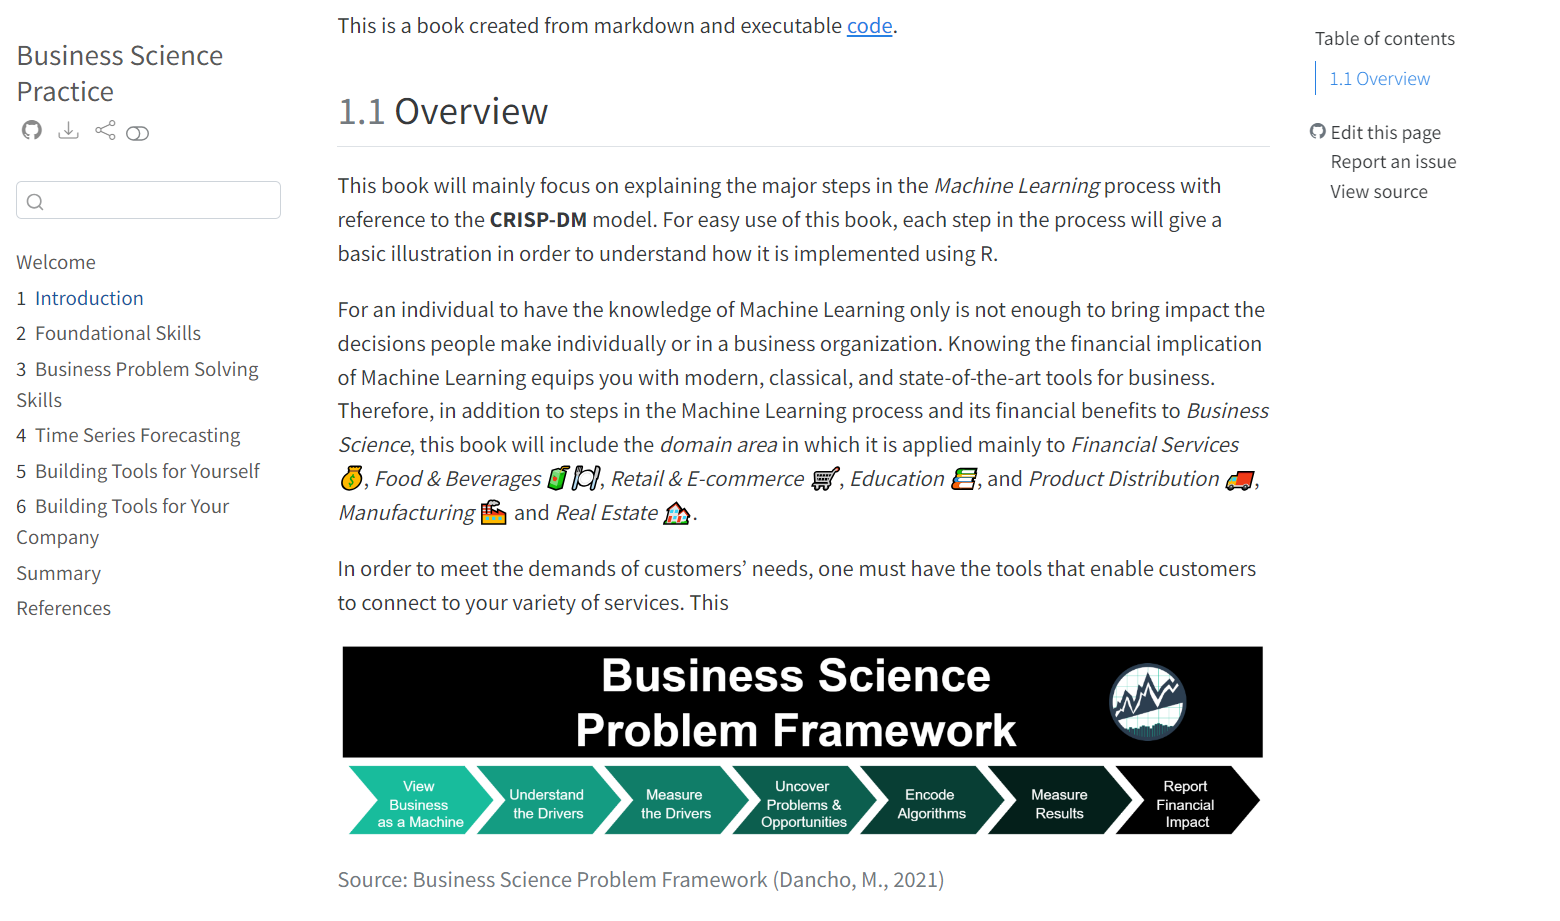 Business Science
Practice
Welcome
1 Introduction
2 Foundational Skills
3 Business Problem Solving
Skills
4 Time Series Forecasting
5 Building Tools for Yourself
6 Building Tools for Your
Company
Summary
References
This is a book created from markdown and executable code.
1.1 Overview
This book will mainly focus on explaining the major steps in the Machine Learning process with
reference to the CRISP-DM model. For easy use of this book, each step in the process will give a
basic illustration in order to understand how it is implemented using R.
For an individual to have the knowledge of Machine Learning only is not enough to bring impact the
decisions people make individually or in a business organization. Knowing the financial implication
of Machine Learning equips you with modern, classical, and state-of-the-art tools for business.
Therefore, in addition to steps in the Machine Learning process and its financial benefits to Business
Science, this book will include the domain area in which it is applied mainly to Financial Services
💰, Food & Beverages 🧃🍽, Retail & E-commerce 🛒, Education 📚, and Product Distribution 🚚,
Manufacturing 🏭 and Real Estate 🏘.
In order to meet the demands of customers’ needs, one must have the tools that enable customers
to connect to your variety of services. This
Business Science
Problem Framework
View
Business
as a Machine
Understand
the Drivers
Measure
the Drivers
Uncover
Problems &
Opportunities
Encode
Algorithms
Measure
Results
Report
Financial
Impact
Source: Business Science Problem Framework (Dancho, M., 2021)
Table of contents
1.1 Overview
Edit this page
Report an issue
View source